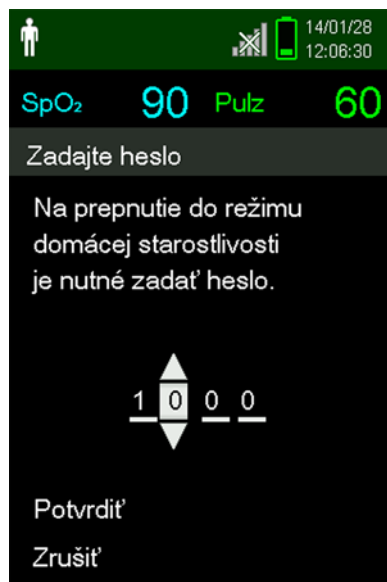 14/01/28
12:06:30
SpO₂ 90 Pulz 60
Zadajte heslo
Na prepnutie do režimu
domácej starostlivosti
je nutné zadať heslo.
1 0 0 0
Potvrdiť
Zrušiť